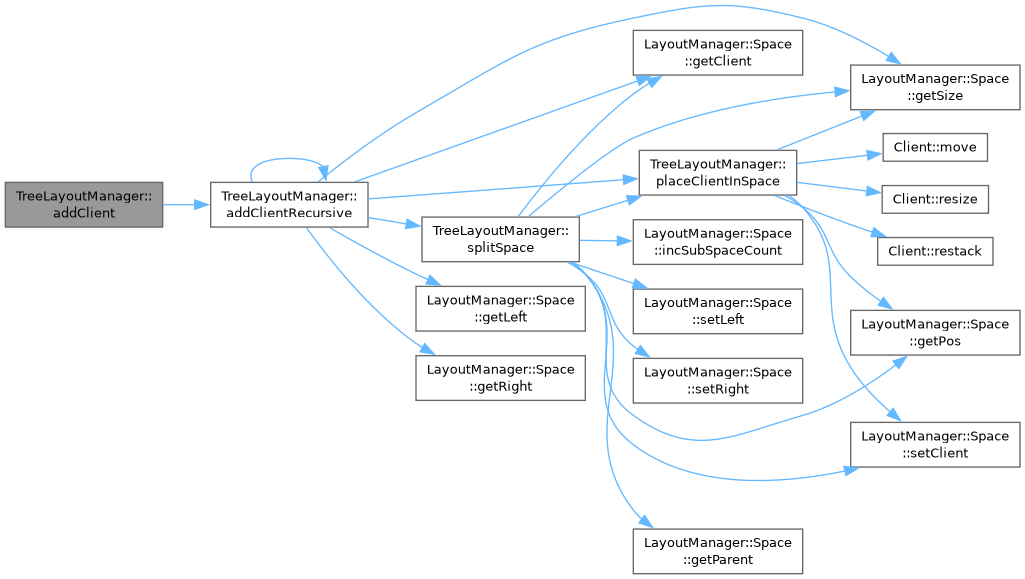 TreeLayoutManager::
addClient
TreeLayoutManager::
addClientRecursive
LayoutManager::Space
::getClient
LayoutManager::Space
::getSize
TreeLayoutManager::
placeClientInSpace
Client::move
Client::resize
Client::restack
TreeLayoutManager::
splitSpace
LayoutManager::Space
::incSubSpaceCount
LayoutManager::Space
::getLeft
LayoutManager::Space
::setLeft
LayoutManager::Space
::getPos
LayoutManager::Space
::getRight
LayoutManager::Space
::setRight
LayoutManager::Space
::setClient
LayoutManager::Space
::getParent